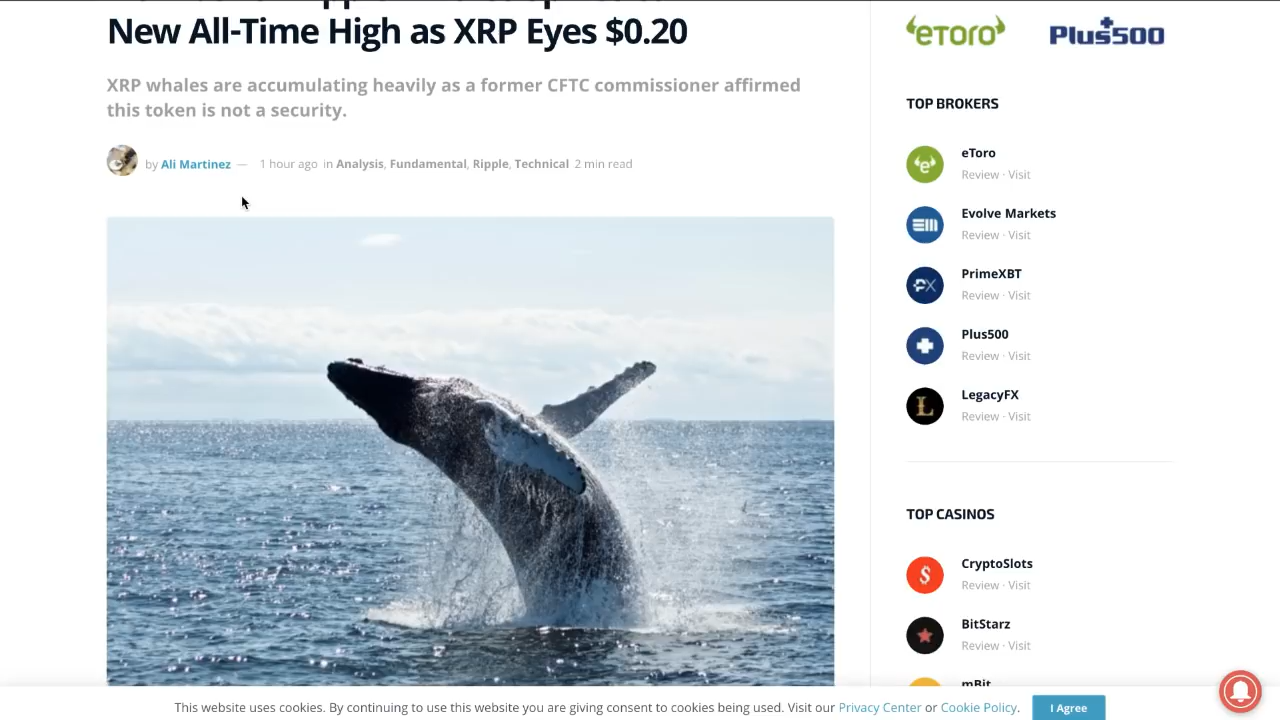 New All-Time High as XRP Eyes $0.20
XRP whales are accumulating heavily as a former CFTC commissioner affirmed
this token is not a security.
by Ali Martinez — 1 hour ago in Analysis, Fundamental, Ripple, Technical 2 min read
eToro
Plus500
TOP BROKERS
eToro
Review · Visit
Evolve Markets
Review · Visit
PrimeXBT
Review · Visit
Plus500
Review · Visit
LegacyFX
Review · Visit
TOP CASINOS
CryptoSlots
Review · Visit
BitStarz
Review · Visit
mBit
This website uses cookies. By continuing to use this website you are giving consent to cookies being used. Visit our Privacy Center or Cookie Policy.
I Agree